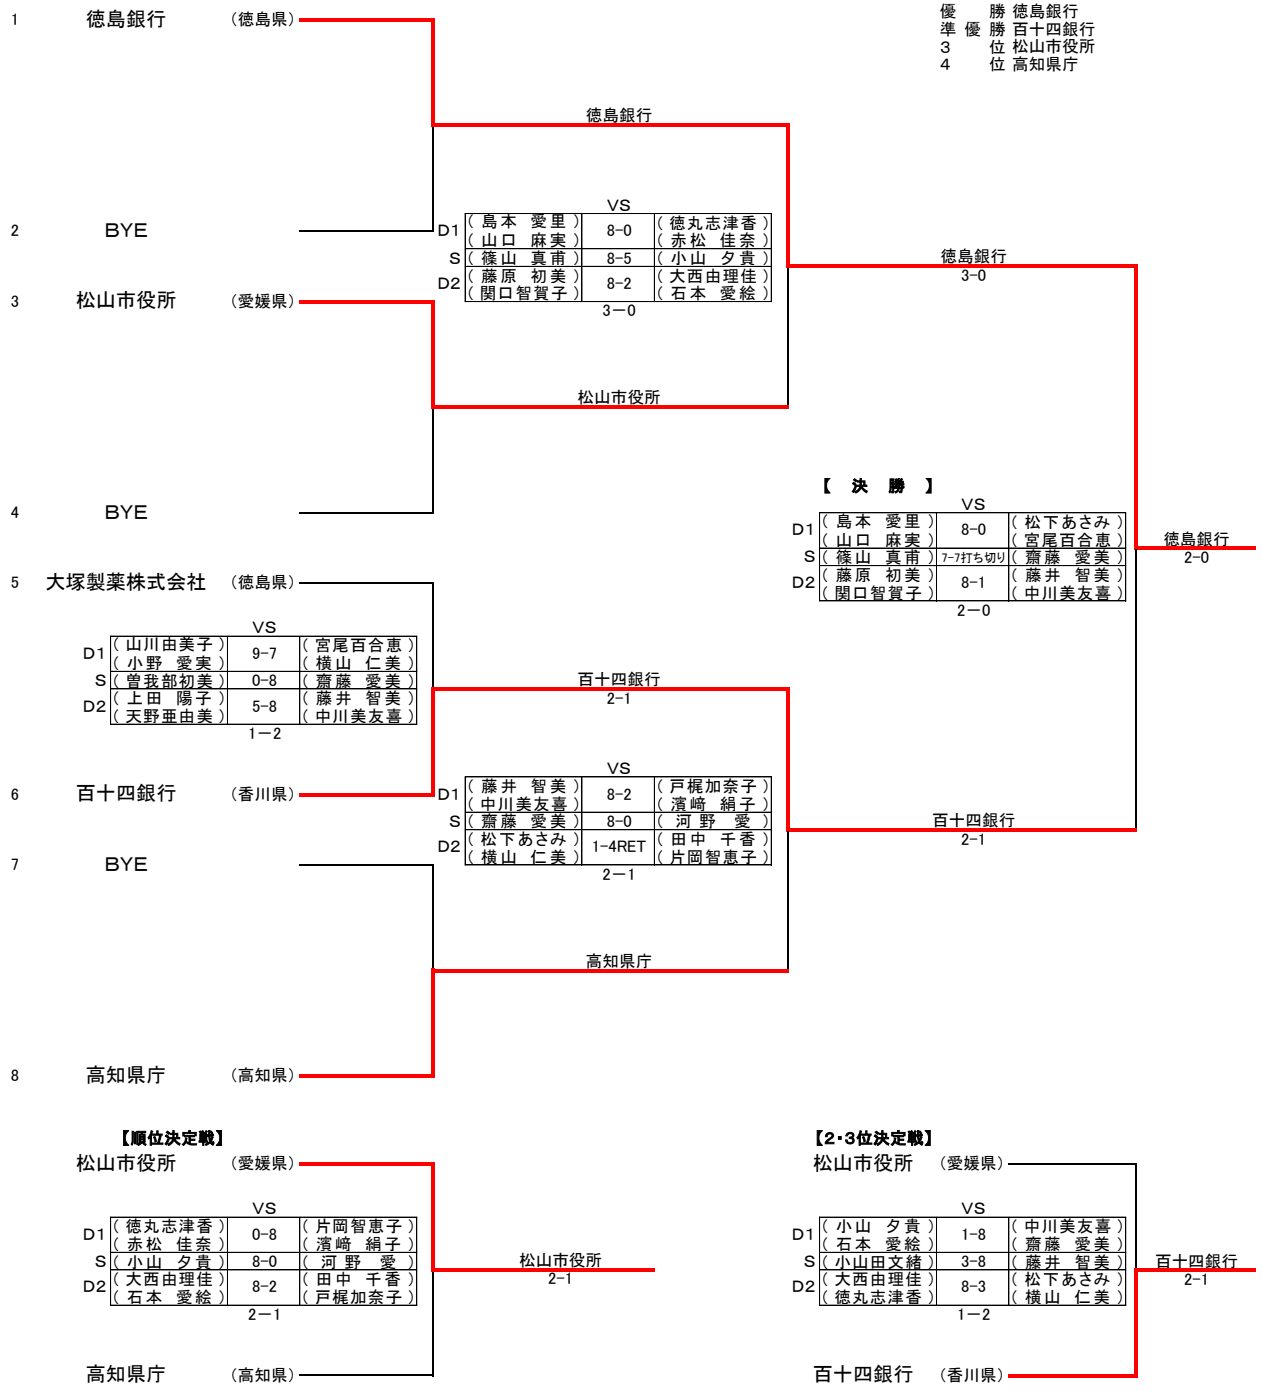 優　勝 徳島銀行
準優勝 百十四銀行
3　位 松山市役所
4　位 高知県庁
1 徳島銀行 （徳島県）
徳島銀行
2 BYE
VS
D1 （島本 愛里） 8-0 （徳丸志津香）
（山口 麻実） （赤松 佳奈）
S （篠山 真甫） 8-5 （小山 夕貴）
D2 （藤原 初美） 8-2 （大西由理佳）
（関口智賀子） （石本 愛絵）
3－0
徳島銀行
3-0
3 松山市役所 （愛媛県）
松山市役所
4 BYE
【 決 勝 】
VS
D1 （島本 愛里） 8-0 （松下あさみ）
（山口 麻実） （宮尾百合恵）
S （篠山 真甫） 7-7打ち切り （齋藤 愛美）
D2 （藤原 初美） 8-1 （藤井 智美）
（関口智賀子） （中川美友喜）
2－0
徳島銀行
2-0
5 大塚製薬株式会社 （徳島県）
VS
D1 （山川由美子） 9-7 （宮尾百合恵）
（小野 愛実） （横山 仁美）
S （曽我部初美） 0-8 （齋藤 愛美）
D2 （上田 陽子） 5-8 （藤井 智美）
（天野亜由美） （中川美友喜）
1－2
百十四銀行
2-1
6 百十四銀行 （香川県）
VS
D1 （藤井 智美） 8-2 （戸梶加奈子）
（中川美友喜） （濱﨑 絹子）
S （齋藤 愛美） 8-0 （河野 愛）
D2 （松下あさみ） 1-4RET （田中 千香）
（横山 仁美） （片岡智恵子）
2－1
百十四銀行
2-1
7 BYE
高知県庁
8 高知県庁 （高知県）
【順位決定戦】
松山市役所 （愛媛県）
VS
D1 （徳丸志津香） 0-8 （片岡智恵子）
（赤松 佳奈） （濱﨑 絹子）
S （小山 夕貴） 8-0 （河野 愛）
D2 （大西由理佳） 8-2 （田中 千香）
（石本 愛絵） （戸梶加奈子）
2－1
松山市役所
2-1
高知県庁 （高知県）
【2・3位決定戦】
松山市役所 （愛媛県）
VS
D1 （小山 夕貴） 1-8 （中川美友喜）
（石本 愛絵） （齋藤 愛美）
S （小山田文緒） 3-8 （藤井 智美）
D2 （大西由理佳） 8-3 （松下あさみ）
（徳丸志津香） （横山 仁美）
1－2
百十四銀行
2-1
百十四銀行 （香川県）